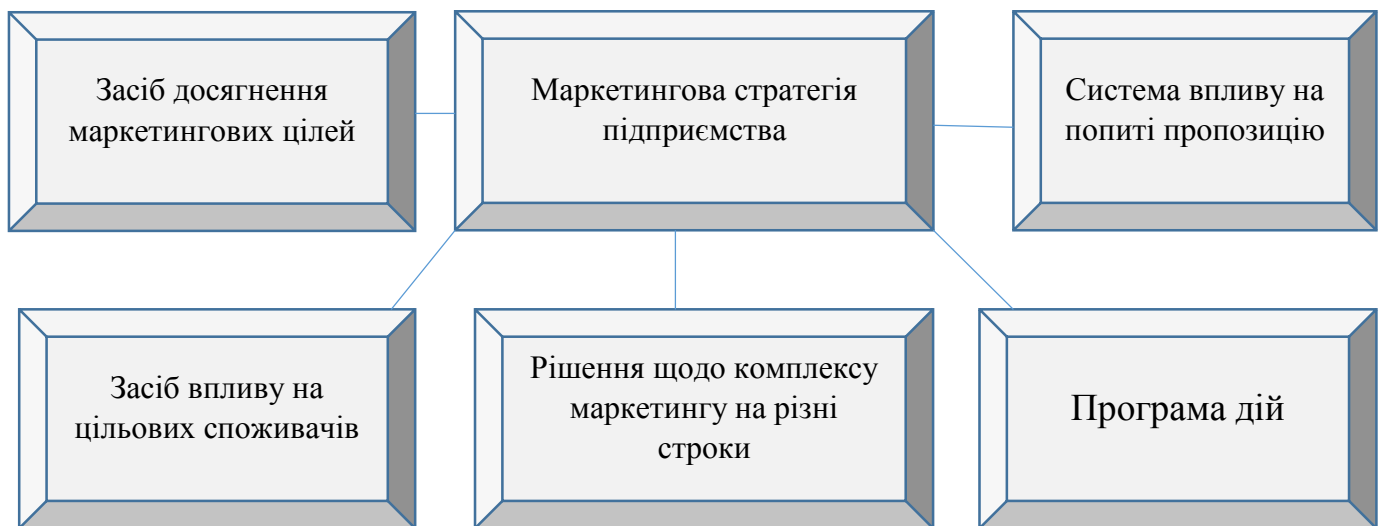 Засіб досягнення
маркетингових цілей
Маркетингова стратегія
підприємства
Система впливу на
попиті пропозицію
Засіб впливу на
цільових споживачів
Рішення щодо комплексу
маркетингу на різні
строки
Програма дій